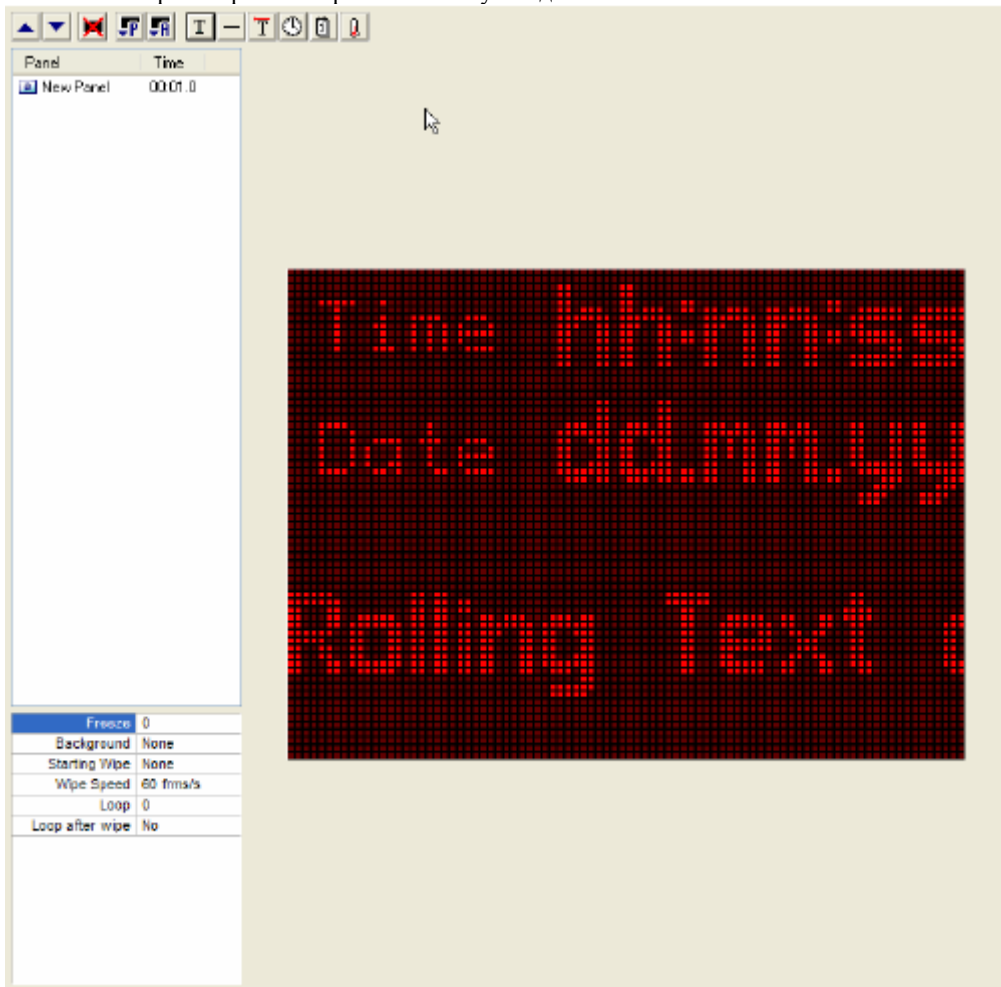 T T
Panel Time
New Panel 00:01.0
Time hh:nn:ss
Date dd.mm.yy
Rolling Text
Freeze 0
Background None
Starting Wipe None
Wipe Speed 60 frms/s
Loop 0
Loop after wipe No